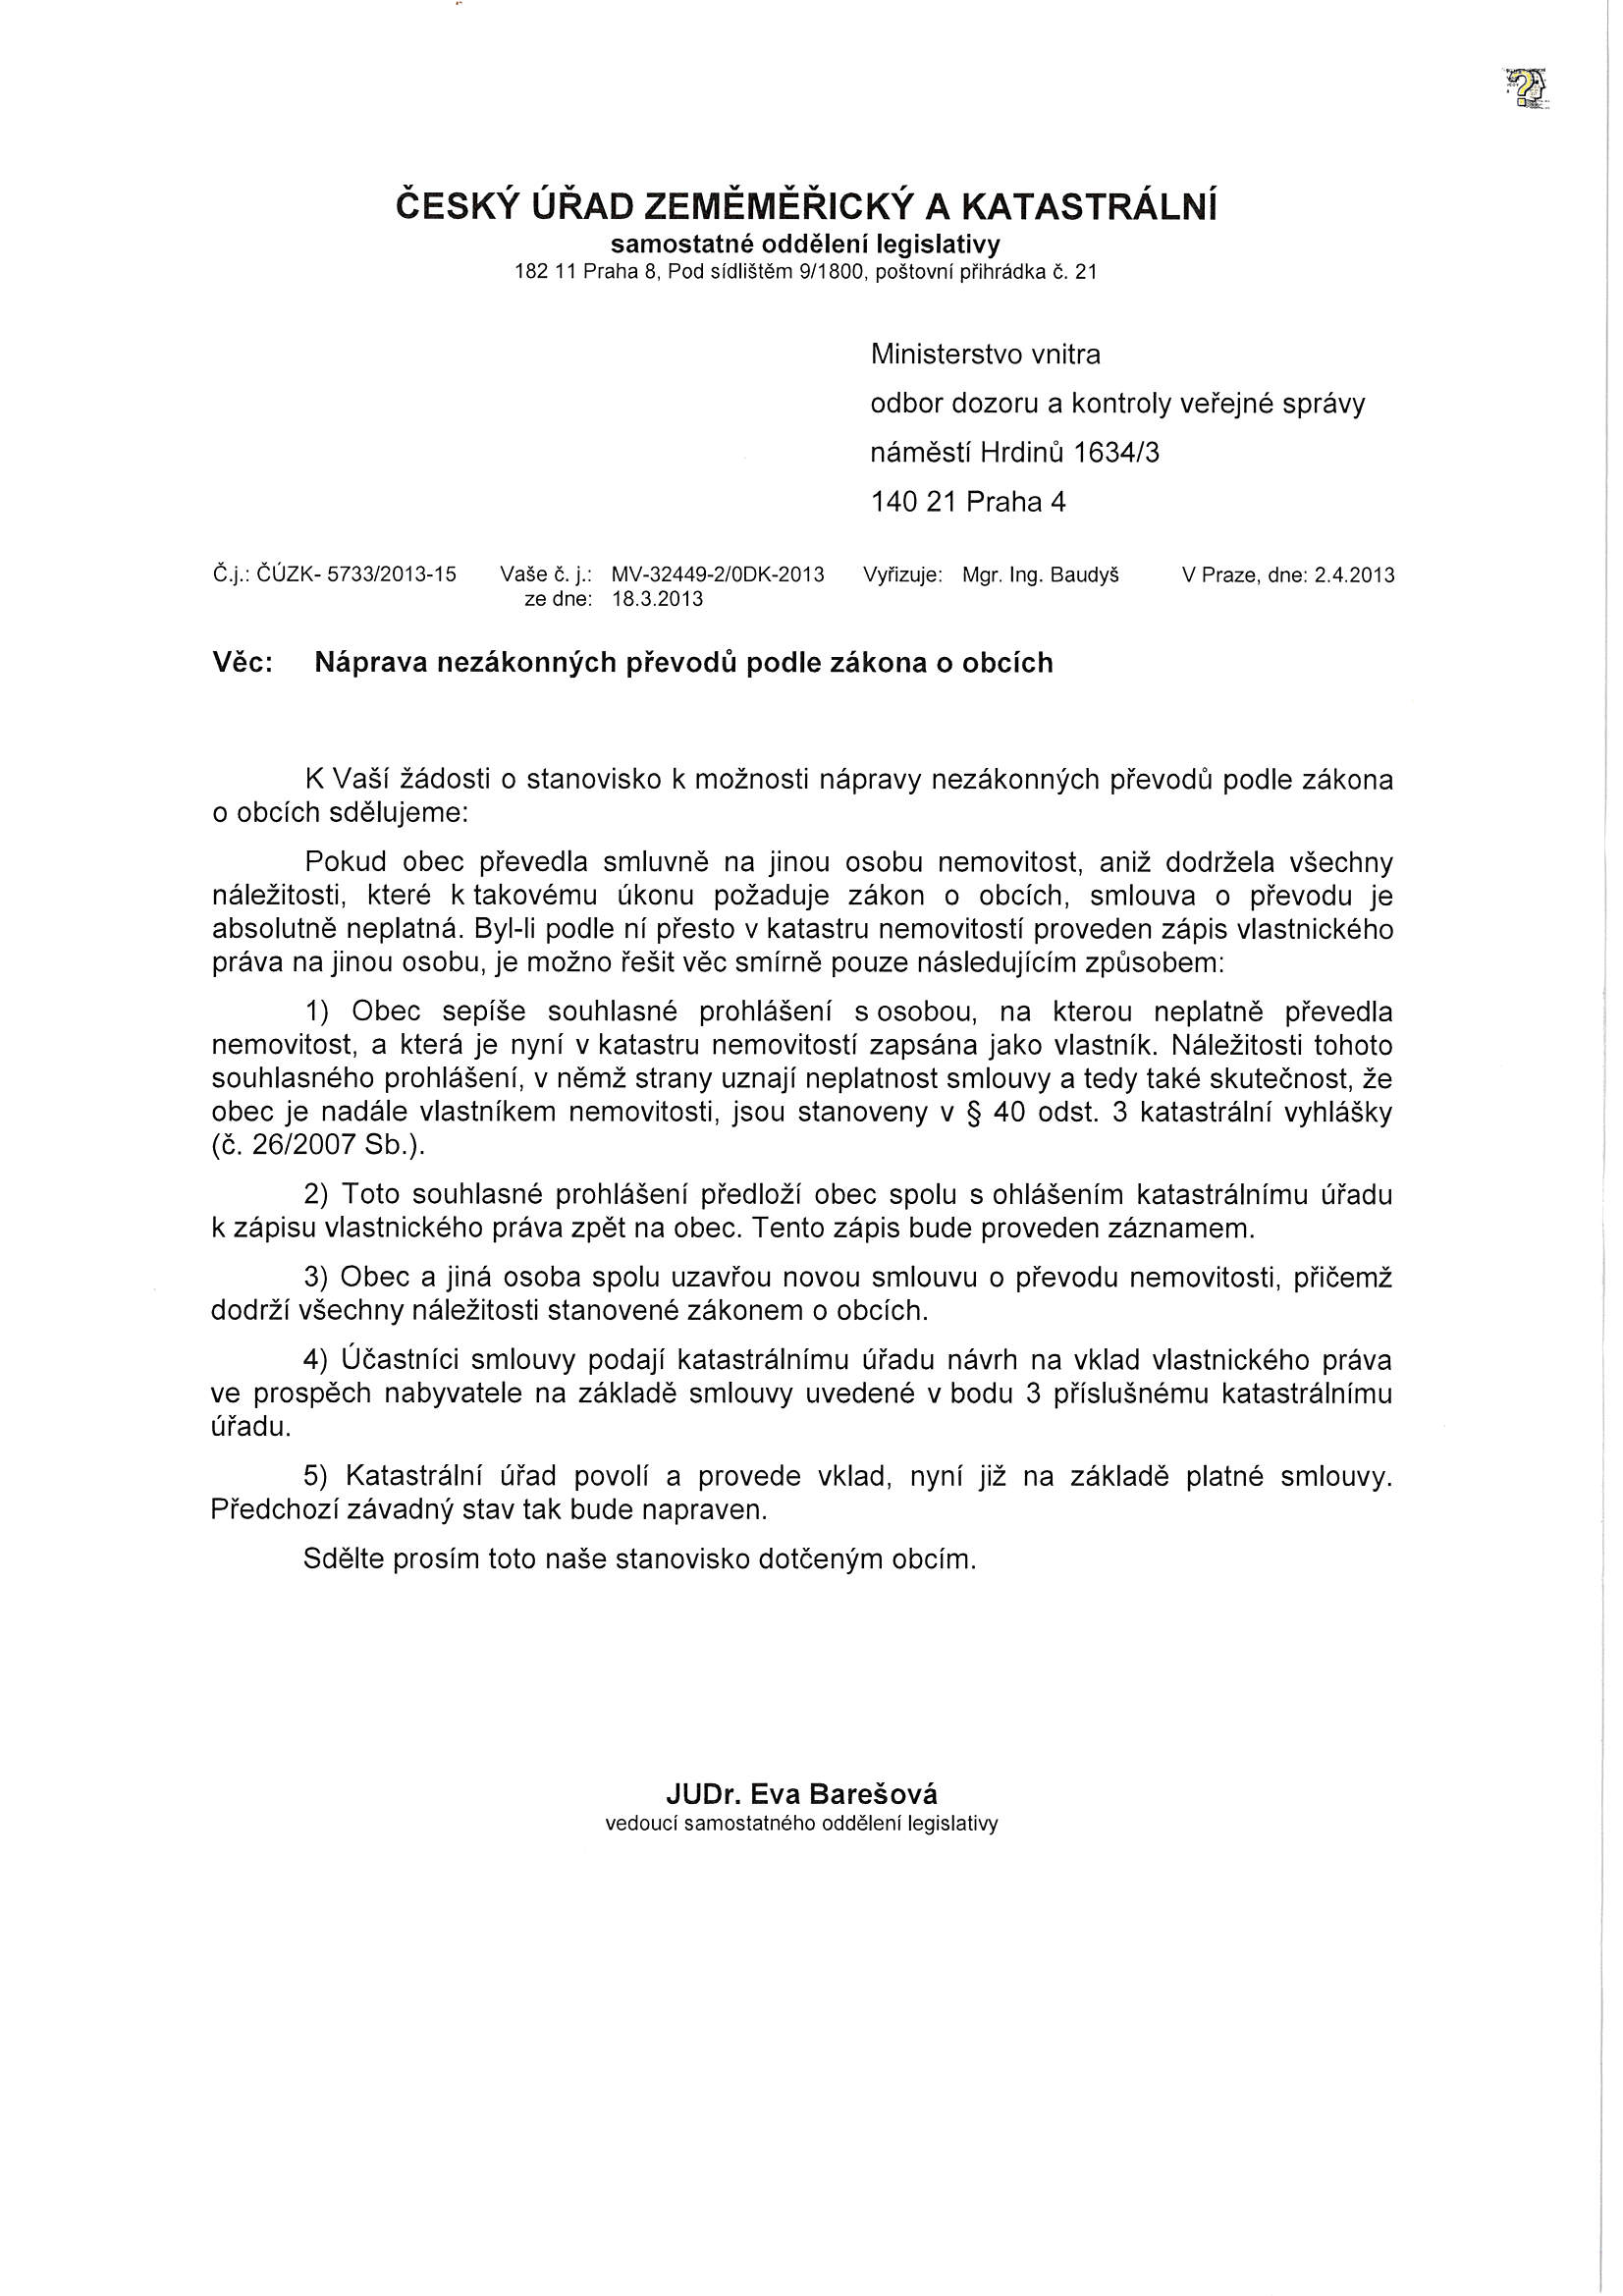 ČESKÝ ÚŘAD ZEMĚMĚŘICKÝ A KATASTRÁLNÍ
samostatné oddělení legislativy
182 11 Praha 8, Pod sídlištěm 9/1800, poštovní přihrádka č. 21
Ministerstvo vnitra
odbor dozoru a kontroly veřejné správy
náměstí Hrdinů 1634/3
140 21 Praha 4
Č.j.: ČÚZK- 5733/2013-15 Vaše č. j.: MV-32449-2/0DK-2013 Vyřizuje: Mgr. Ing. Baudyš V Praze, dne: 2.4.2013
ze dne: 18.3.2013
Věc: Náprava nezákonných převodů podle zákona o obcích
K Vaší žádosti o stanovisko k možnosti nápravy nezákonných převodů podle zákona
o obcích sdělujeme:
Pokud obec převedla smluvně na jinou osobu nemovitost, aniž dodržela všechny
náležitosti, které k takovému úkonu požaduje zákon o obcích, smlouva o převodu je
absolutně neplatná. Byl-li podle ní přesto v katastru nemovitostí proveden zápis vlastnického
práva na jinou osobu, je možno řešit věc smírně pouze následujícím způsobem:
1) Obec sepíše souhlasné prohlášení s osobou, na kterou neplatně převedla
nemovitost, a která je nyní v katastru nemovitostí zapsána jako vlastník. Náležitosti tohoto
souhlasného prohlášení, v němž strany uznají neplatnost smlouvy a tedy také skutečnost, že
obec je nadále vlastníkem nemovitosti, jsou stanoveny v § 40 odst. 3 katastrální vyhlášky
(č. 26/2007 Sb.).
2) Toto souhlasné prohlášení předloží obec spolu s ohlášením katastrálnímu úřadu
k zápisu vlastnického práva zpět na obec. Tento zápis bude proveden záznamem.
3) Obec a jiná osoba spolu uzavřou novou smlouvu o převodu nemovitosti, přičemž
dodrží všechny náležitosti stanovené zákonem o obcích.
4) Účastníci smlouvy podají katastrálnímu úřadu návrh na vklad vlastnického práva
ve prospěch nabyvatele na základě smlouvy uvedené v bodu 3 příslušnému katastrálnímu
úřadu.
5) Katastrální úřad povolí a provede vklad, nyní již na základě platné smlouvy.
Předchozí závadný stav tak bude napraven.
Sdělte prosím toto naše stanovisko dotčeným obcím.
JUDr. Eva Barešová
vedoucí samostatného oddělení legislativy